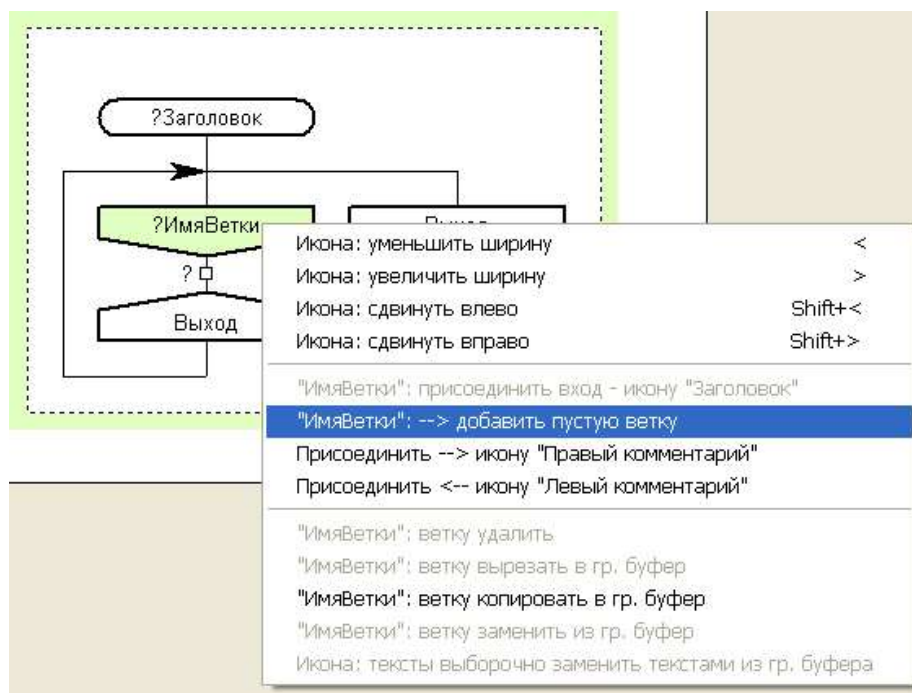 ?Заголовок
?ИмяВетки
?
Выход
Икона: уменьшить ширину <
Икона: увеличить ширину >
Икона: сдвинуть влево Shift+<
Икона: сдвинуть вправо Shift+>
"ИмяВетки": присоединить вход - икону "Заголовок"
"ИмяВетки": --> добавить пустую ветку
Присоединить --> икону "Правый комментарий"
Присоединить <-- икону "Левый комментарий"
"ИмяВетки": ветку удалить
"ИмяВетки": ветку вырезать в гр. буфер
"ИмяВетки": ветку копировать в гр. буфер
"ИмяВетки": ветку заменить из гр. буфер
Икона: тексты выборочно заменить текстами из гр. буфера